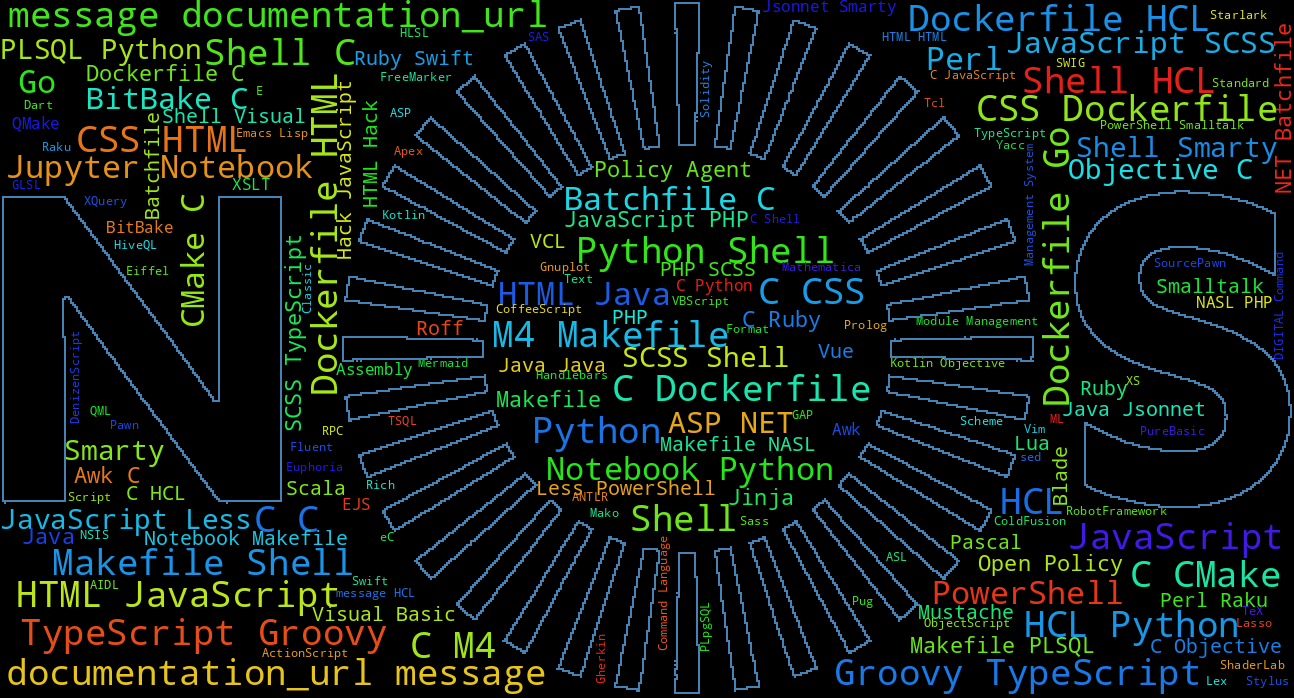 message documentation_url
HLSL
SAS
Jsonnet Smarty
Dockerfile HCL
Starlark
PLSQL Python
Shell C
Ruby Swift
HTML HTML
JavaScript SCSS
Perl
SWIG
Go
Dockerfile C
FreeMarker
C JavaScript
Shell HCL
Standard
Dart
BitBake C
E
Solidity
Tcl
CSS Dockerfile
NET Batchfile
QMake
Shell Visual
ASP
PowerShell Smalltalk
Raku
CSS HTML
Emacs Lisp
Apex
TypeScript
Yacc
Shell Smarty
Jupyter Notebook
Batchfile
Hack JavaScript
HTML Hack
Policy Agent
Objective C
GLSL
XSLT
Dockerfile HTML
Management System
Dockerfile Go
XQuery
CMake C
Batchfile C
BitBake
Kotlin
JavaScript PHP
C Shell
HiveQL
VCL
Python Shell
Eiffel
SCSS TypeScript
Classic
Gnuplot
Text
PHP SCSS
Mathematica
SourcePawn
DIGITAL Command
HTML Java
C Python
C CSS
Smalltalk
VBScript
NASL PHP
CoffeeScript
PHP
C Ruby
Prolog
Module Management
Roff
M4 Makefile
Format
DenizenScript
Assembly
Mermaid
Java Java
SCSS Shell
Vue
Kotlin Objective
Handlebars
C Dockerfile
Ruby
XS
Makefile
QML
Pawn
TSQL
RPC
Python
ASP NET
GAP
Awk
Scheme
Vim
ML
Java Jsonnet
PureBasic
Smarty
Fluent
Makefile NASL
Lua
sed
Awk C
Euphoria
Notebook Python
Blade
Script
C HCL
Scala
Rich
EJS
Less PowerShell
ANTLR
Jinja
HCL
JavaScript Less
C C
Mako
Shell
Sass
ColdFusion
RobotFramework
Java
NSIS
Notebook Makefile
eC
Pascal
JavaScript
Makefile Shell
Command Language
ASL
Open Policy
C CMake
HTML JavaScript
AIDL
Swift
message HCL
PowerShell
Visual Basic
PLpgSQL
Pug
Mustache
Perl Raku
TeX
TypeScript Groovy
ObjectScript
HCL Python
Lasso
ActionScript
C M4
Gherkin
Makefile PLSQL
C Objective
documentation_url message
Groovy TypeScript
ShaderLab
Lex
Stylus